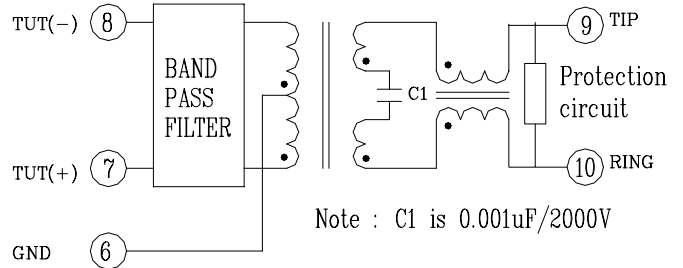 TUT(-) 8
BAND
PASS
FILTER
C1
9 TIP
Protection
circuit
TUT(+) 7
10 RING
Note : C1 is 0.001uF/2000V
GND 6